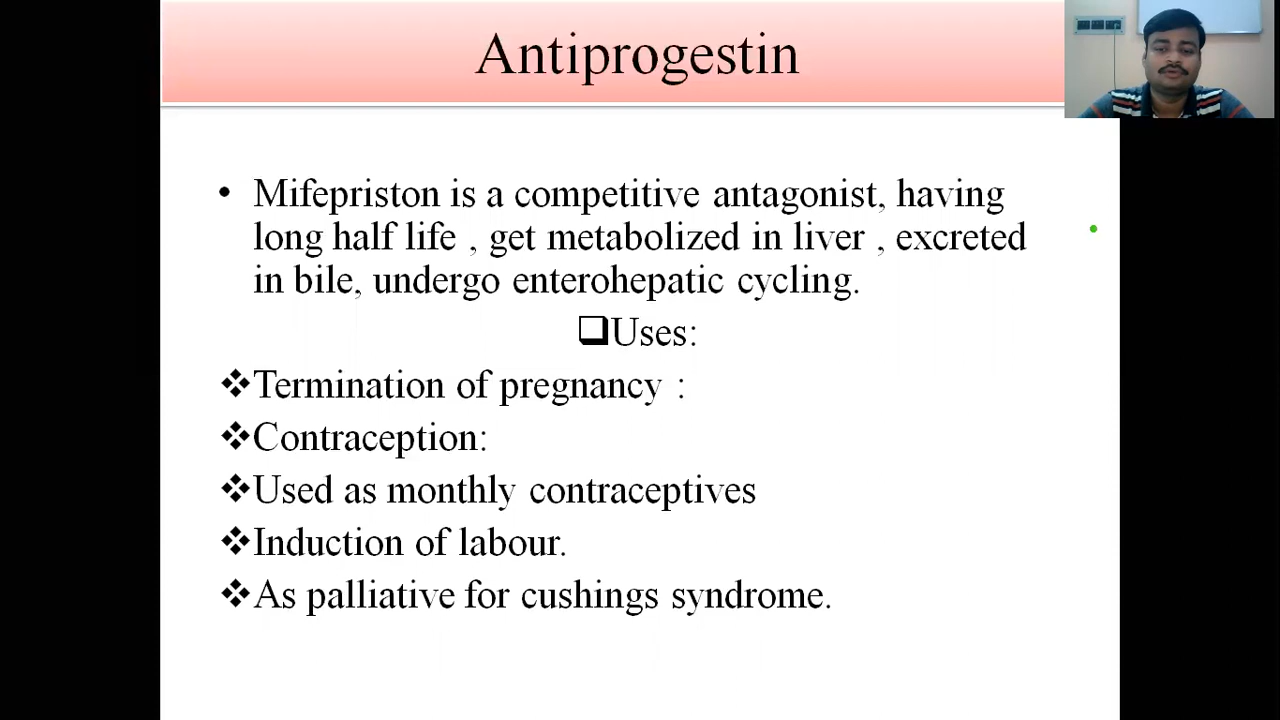 Antiprogestin
• Mifepriston is a competitive antagonist, having
long half life , get metabolized in liver , excreted
in bile, undergo enterohepatic cycling.
❑Uses:
❖Termination of pregnancy :
❖Contraception:
❖Used as monthly contraceptives
❖Induction of labour.
❖As palliative for cushings syndrome.